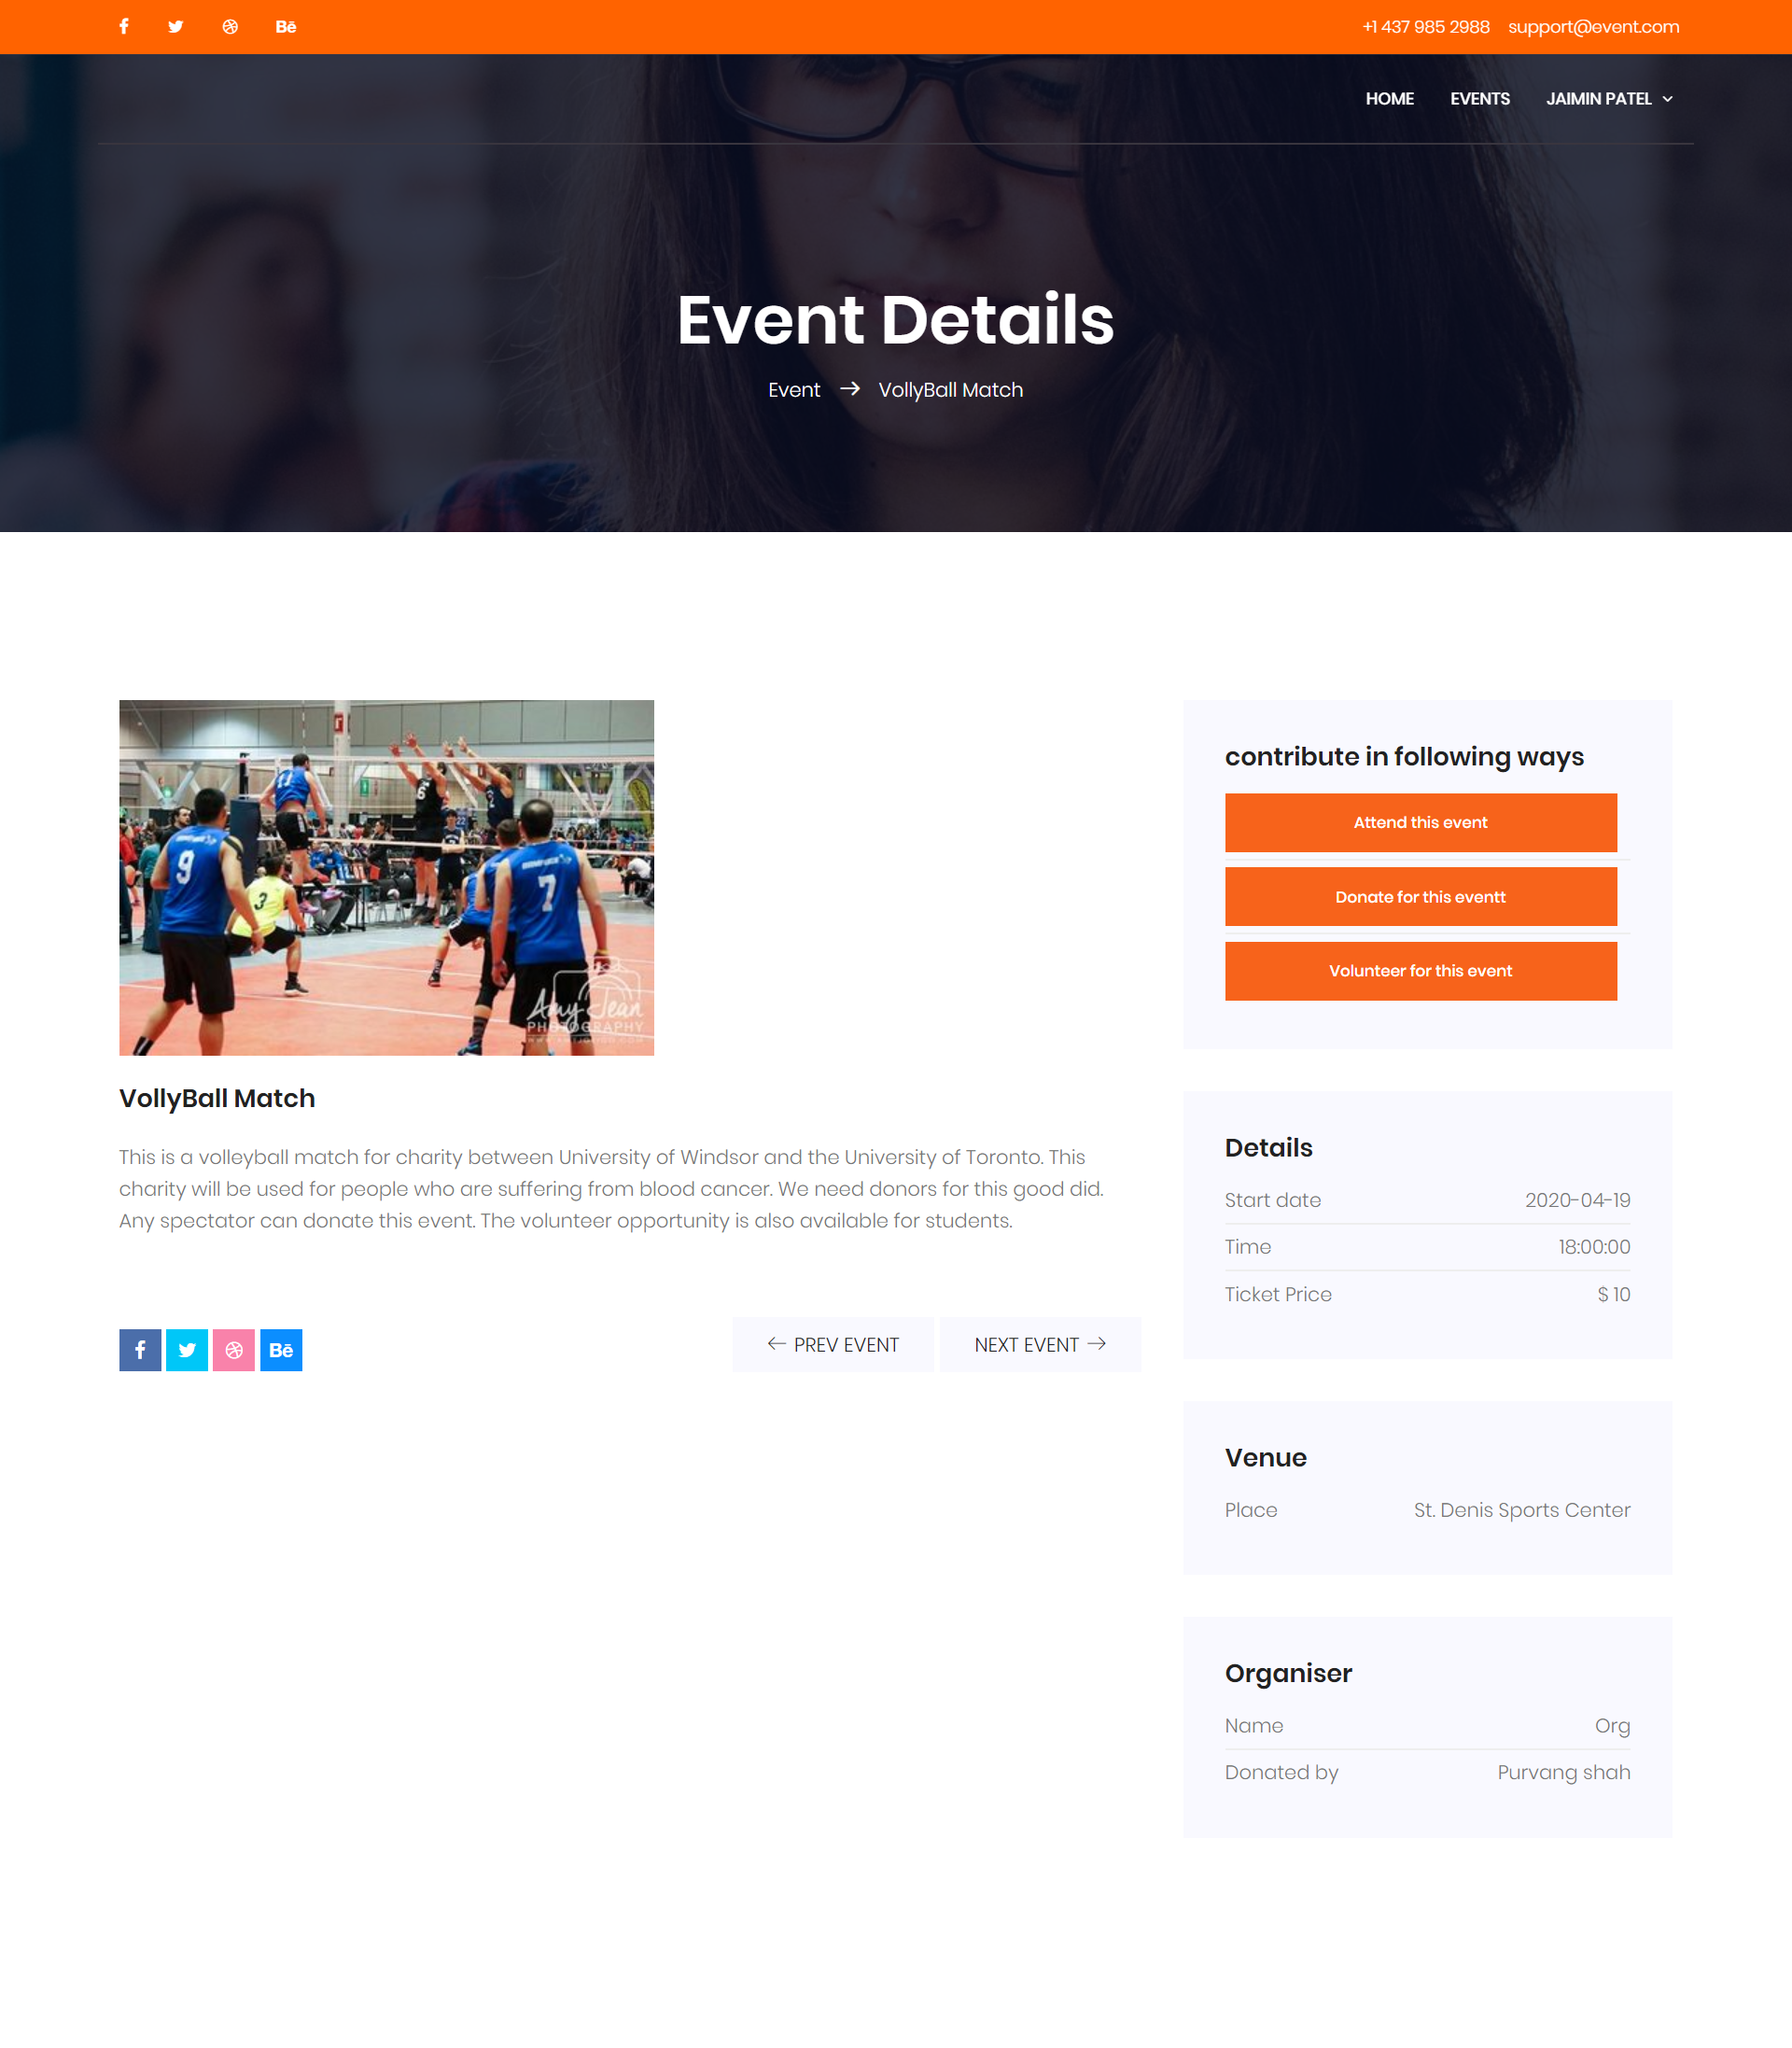 Bē
+1 437 985 2988 support@event.com
HOME EVENTS JAIMIN PATEL
Event Details
Event → VollyBall Match
contribute in following ways
Attend this event
Donate for this eventt
Volunteer for this event
11
6
2
9
3
7
Amy Jean
PHOTOGRAPHY
VollyBall Match
This is a volleyball match for charity between University of Windsor and the University of Toronto. This
charity will be used for people who are suffering from blood cancer. We need donors for this good did.
Any spectator can donate this event. The volunteer opportunity is also available for students.
Bē
← PREV EVENT NEXT EVENT →
Details
Start date 2020-04-19
Time 18:00:00
Ticket Price $ 10
Venue
Place St. Denis Sports Center
Organiser
Name Org
Donated by Purvang shah